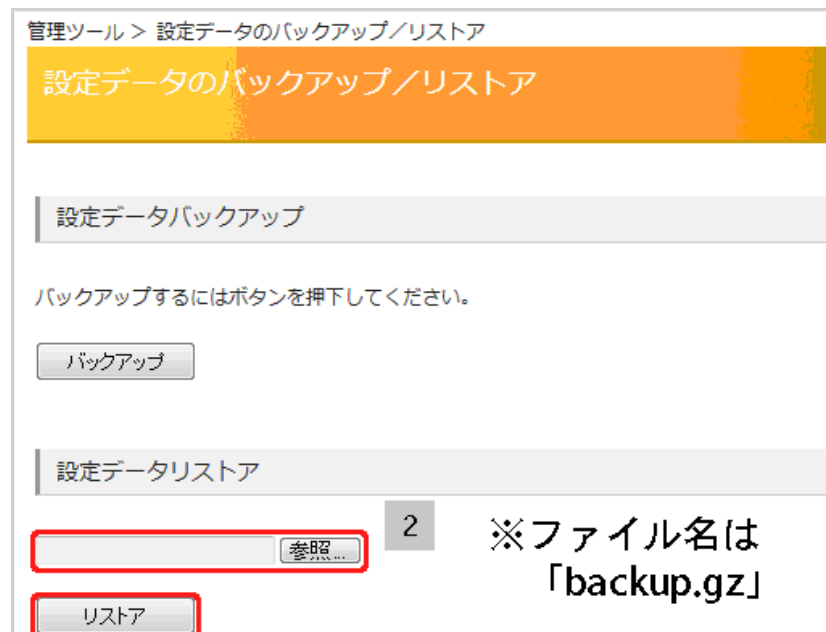 管理ツール > 設定データのバックアップ／リストア
設定データのバックアップ／リストア
設定データバックアップ
バックアップするにはボタンを押下してください。
バックアップ
設定データリストア
参照...
2
※ファイル名は
「backup.gz」
リストア